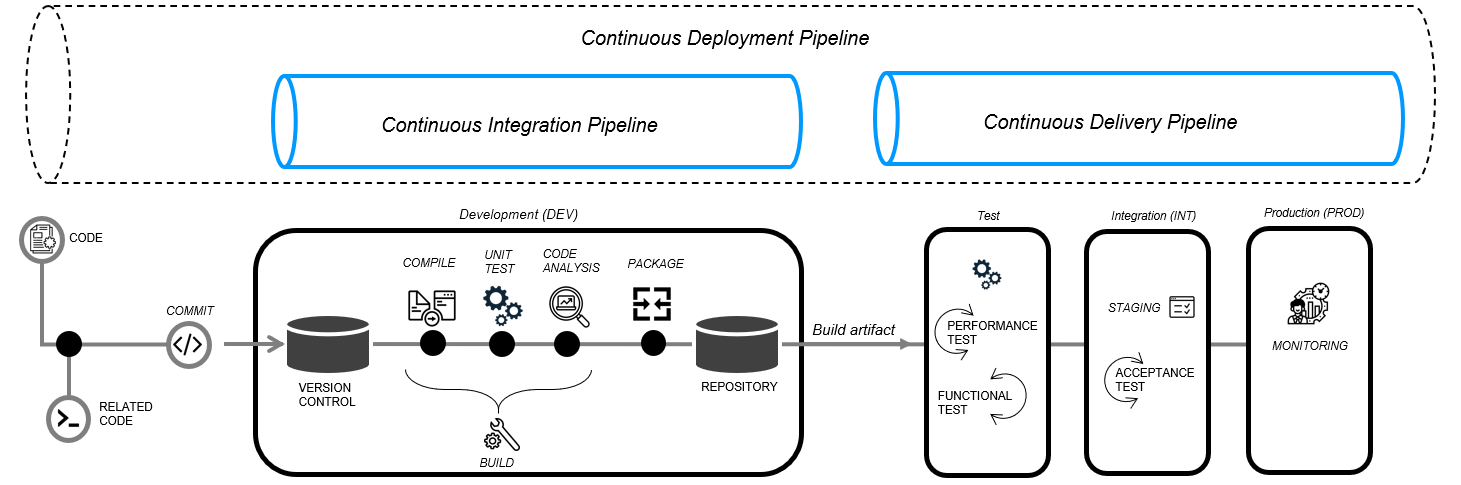 Continuous Deployment Pipeline
Continuous Integration Pipeline
Continuous Delivery Pipeline
Development (DEV)
Test
Integration (INT)
Production (PROD)
CODE
COMMIT
RELATED
CODE
COMPILE
UNIT
TEST
CODE
ANALYSIS
PACKAGE
VERSION
CONTROL
REPOSITORY
BUILD
Build artifact
PERFORMANCE
TEST
FUNCTIONAL
TEST
STAGING
ACCEPTANCE
TEST
MONITORING